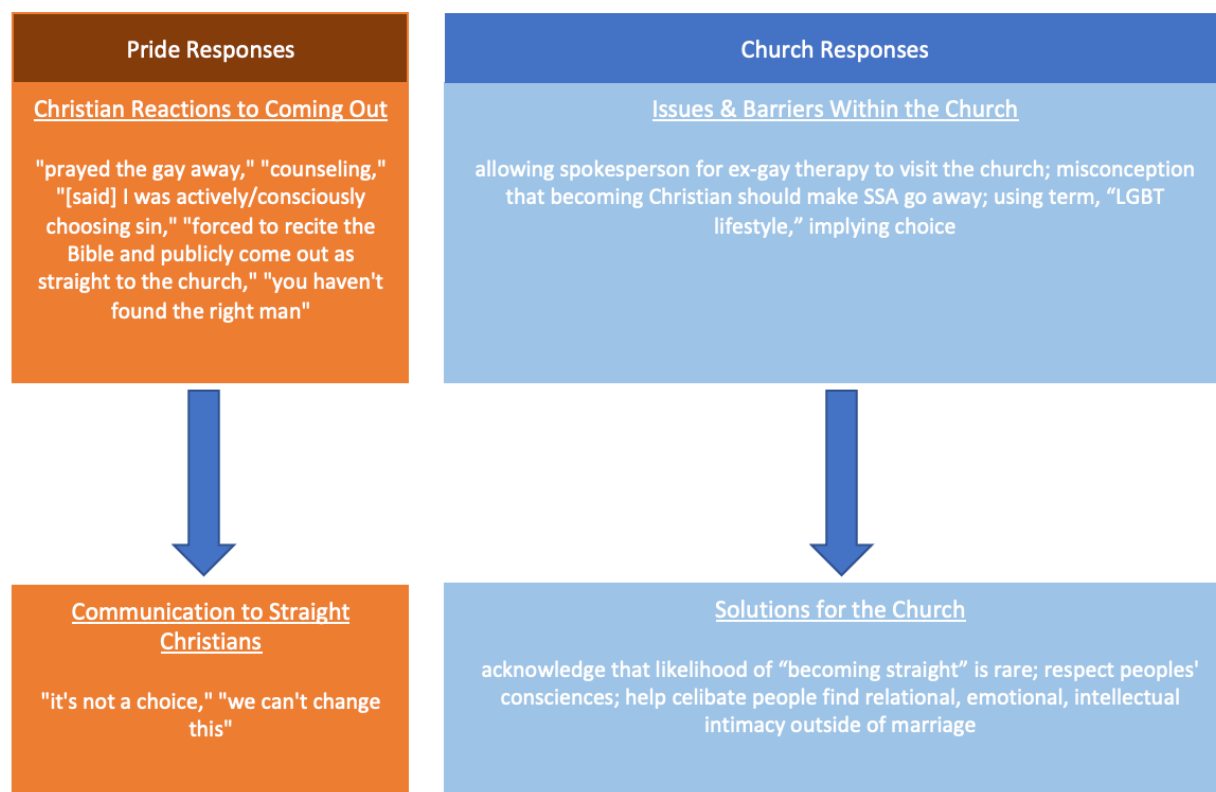 Pride Responses
Christian Reactions to Coming Out
"prayed the gay away," "counseling,"
"[said] I was actively/consciously
choosing sin," "forced to recite the
Bible and publicly come out as
straight to the church," "you haven't
found the right man"
Communication to Straight
Christians
"it's not a choice," "we can't change
this"
Church Responses
Issues & Barriers Within the Church
allowing spokesperson for ex-gay therapy to visit the church; misconception
that becoming Christian should make SSA go away; using term, “LGBT
lifestyle,” implying choice
Solutions for the Church
acknowledge that likelihood of “becoming straight” is rare; respect peoples'
consciences; help celibate people find relational, emotional, intellectual
intimacy outside of marriage